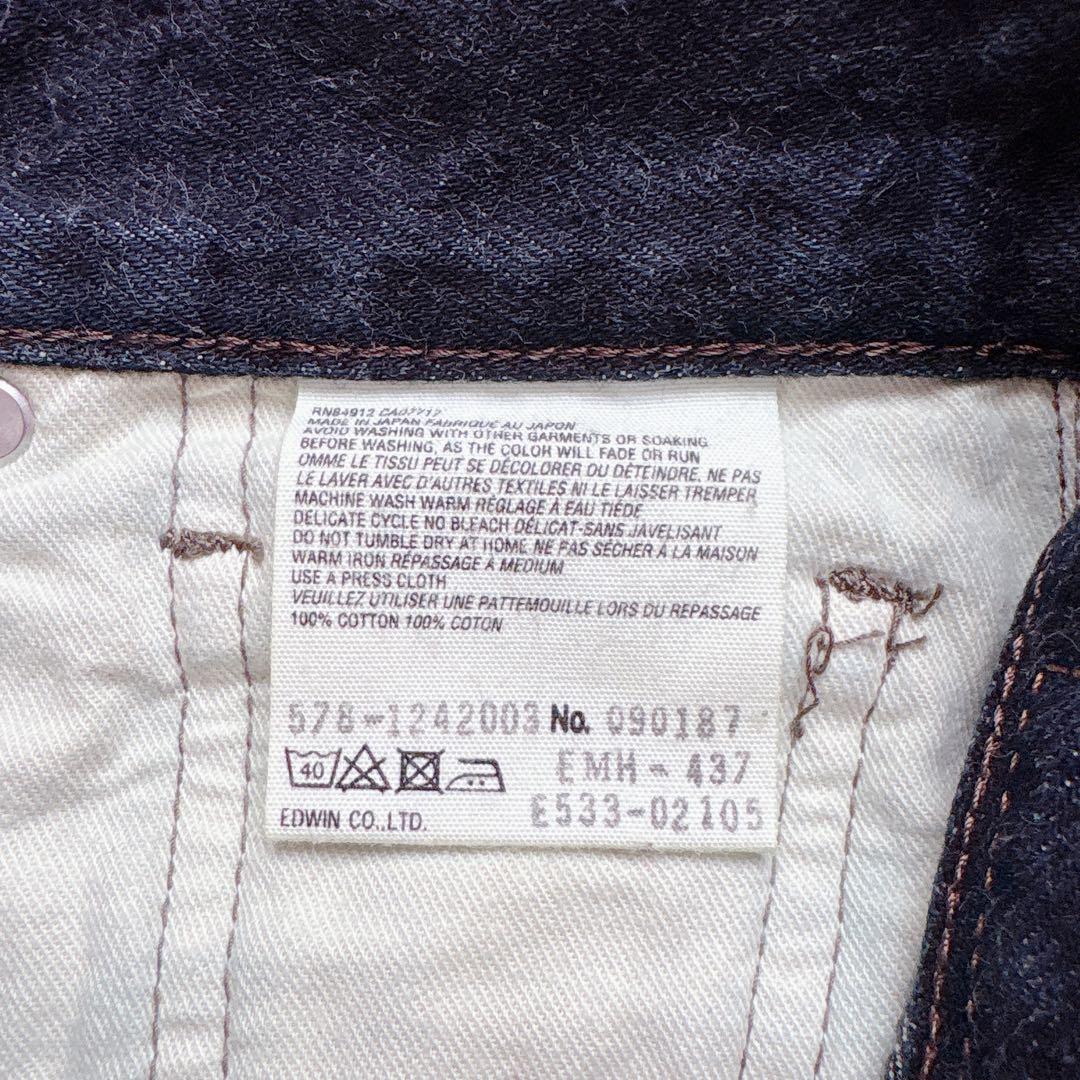 RN84912 CA07717
MADE IN JAPAN FABRIQUE AU JAPON
AVOID WASHING WITH OTHER GARMENTS OR SOAKING
BEFORE WASHING, AS THE COLOR WILL FADE OR RUN
OMME LE TISSU PEUT SE DÉCOLORER OU DÉTEINDRE, NE PAS
LE LAVER AVEC D'AUTRES TEXTILES NI LE LAISSER TREMPER
MACHINE WASH WARM RÉGLAGE À EAU TIÈDE
DELICATE CYCLE NO BLEACH DÉLICAT-SANS JAVELISANT
DO NOT TUMBLE DRY AT HOME NE PAS SÉCHER À LA MAISON
WARM IRON RÉPASSAGE A MEDIUM
USE A PRESS CLOTH
VEUILLEZ UTILISER UNE PATTEMOUILLE LORS DU REPASSAGE
100% COTTON 100% COTON
578-1242003 No. 090187
40 EMH-437
EDWIN CO.,LTD. E533-02105